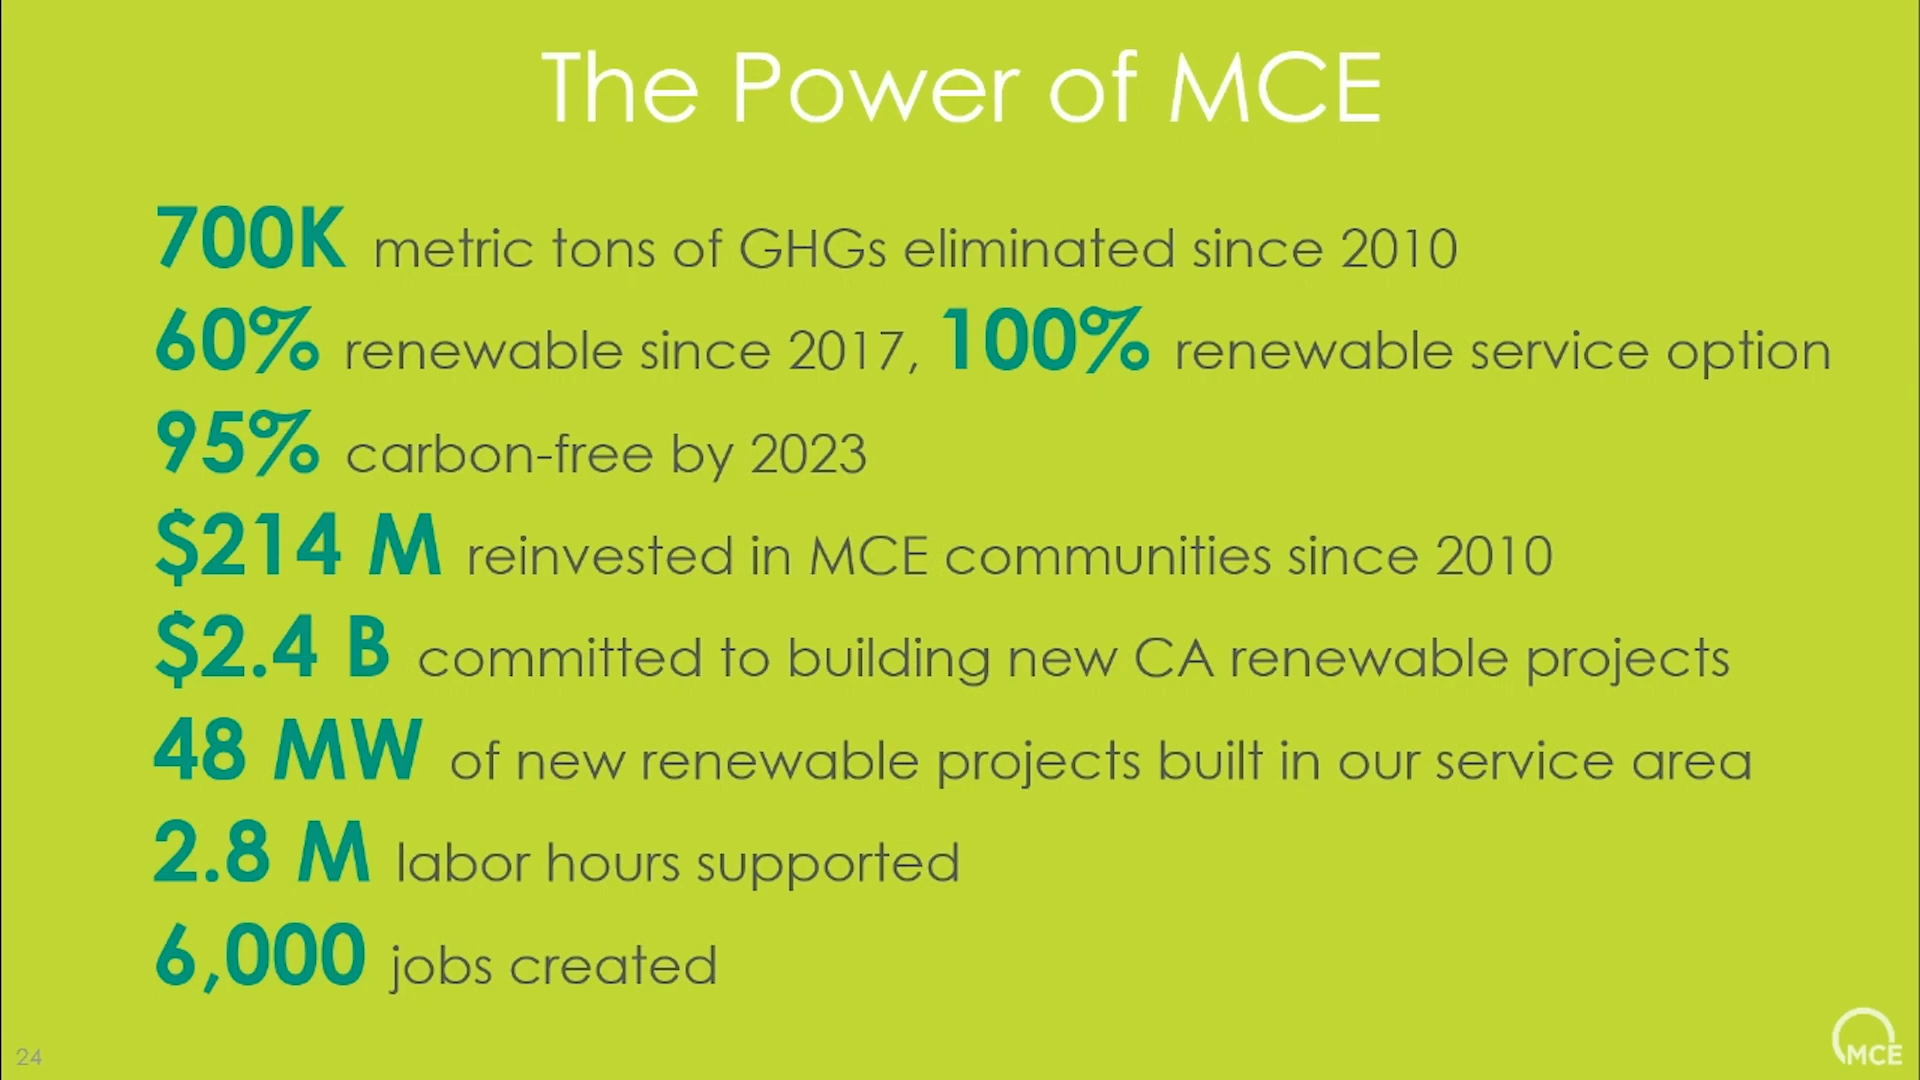 The Power of MCE
700K metric tons of GHGs eliminated since 2010
60% renewable since 2017, 100% renewable service option
95% carbon-free by 2023
$214 M reinvested in MCE communities since 2010
$2.4 B committed to building new CA renewable projects
48 MW of new renewable projects built in our service area
2.8 M labor hours supported
6,000 jobs created
24
MCE